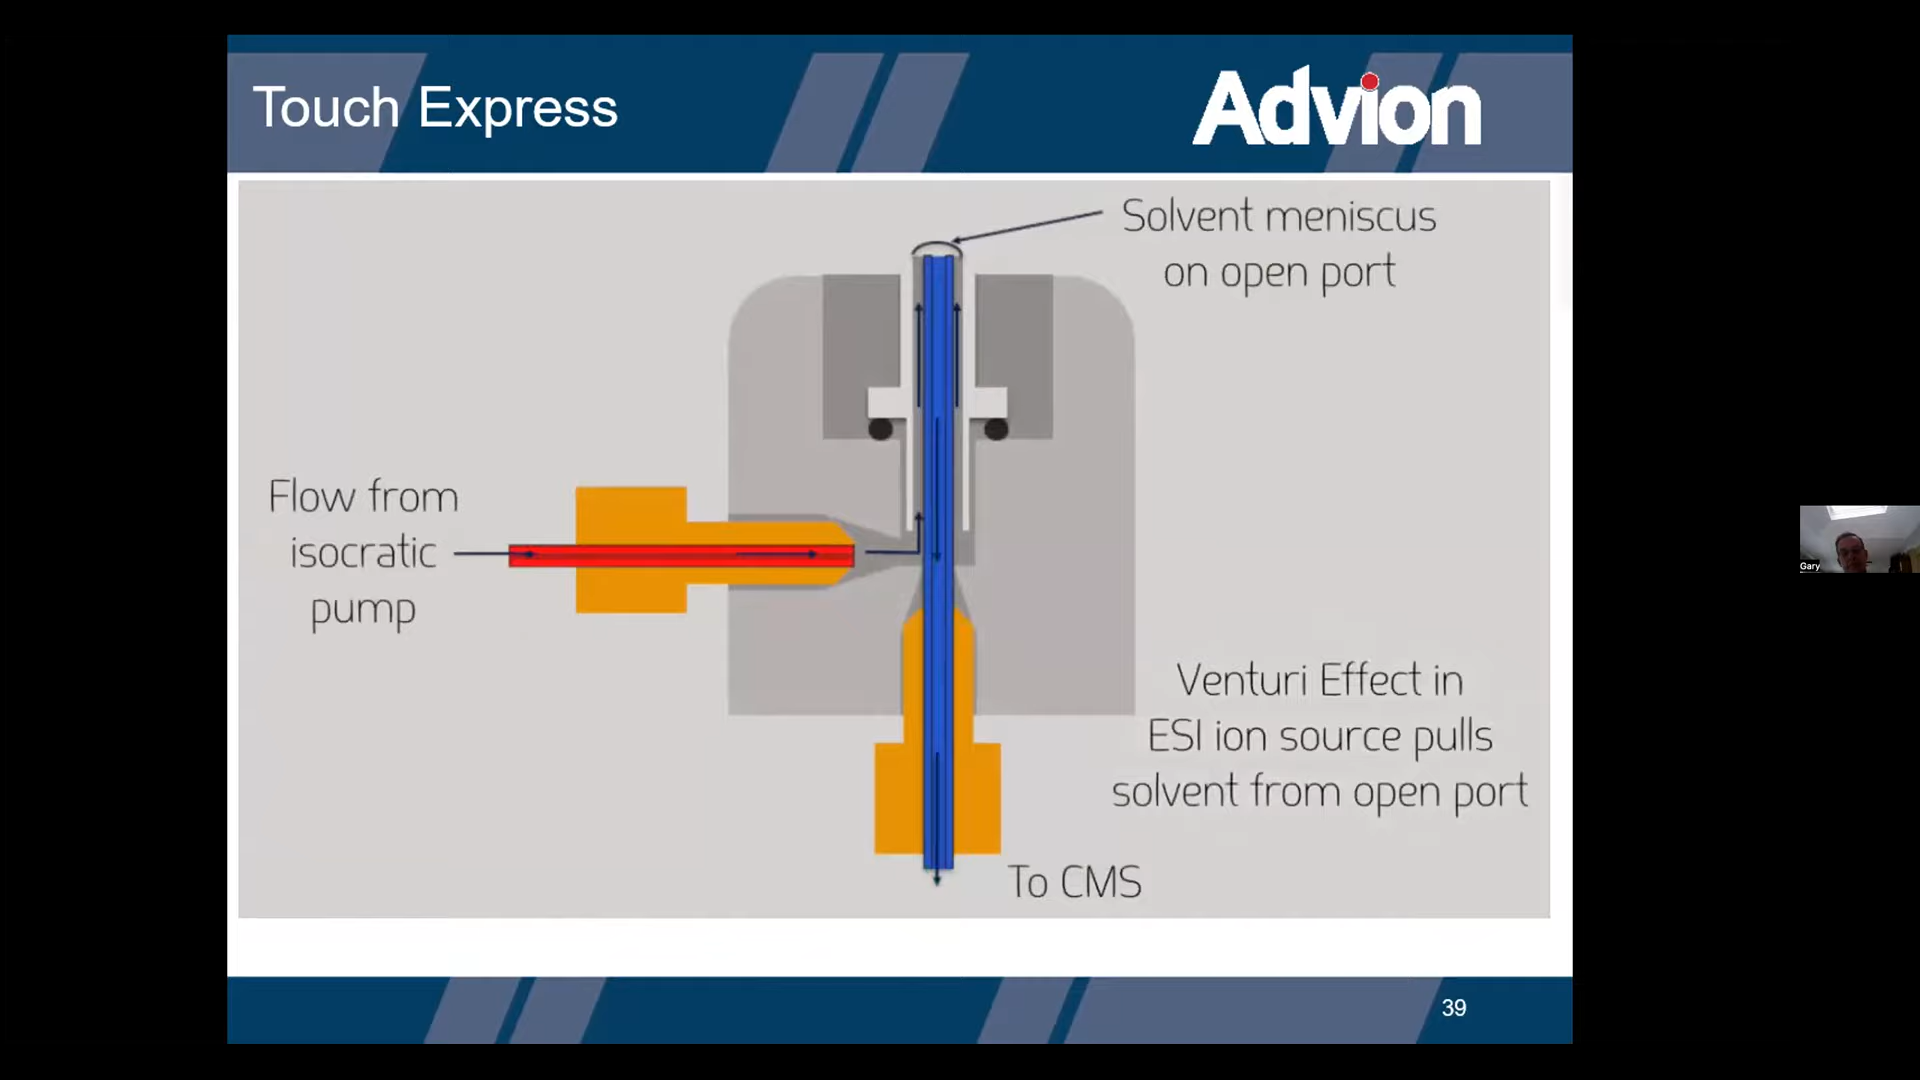 Touch Express
Advion
Solvent meniscus
on open port
Flow from
isocratic
pump
Venturi Effect in
ESI ion source pulls
solvent from open port
To CMS
Gary
39